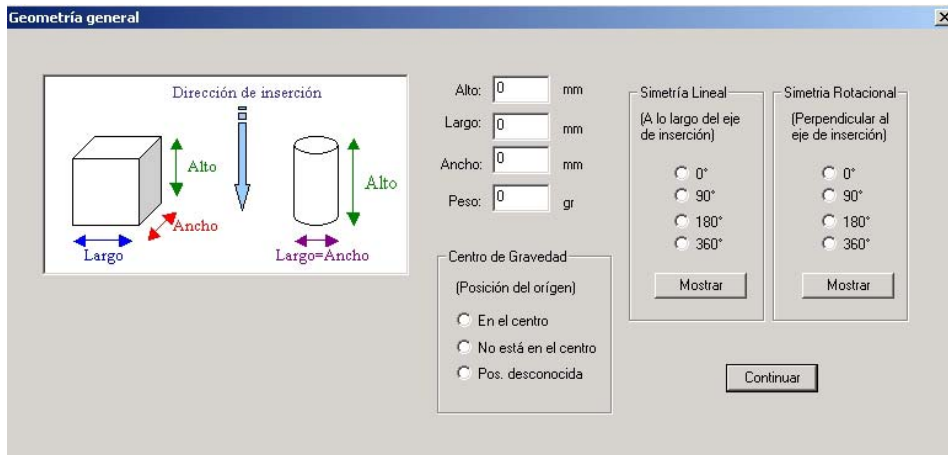 Geometría general
Dirección de inserción
Alto
Ancho
Largo
Alto
Largo=Ancho
Alto: 0 mm
Largo: 0 mm
Ancho: 0 mm
Peso: 0 gr
Centro de Gravedad
(Posición del orígen)
En el centro
No está en el centro
Pos. desconocida
Simetría Lineal
(A lo largo del eje
de inserción)
0°
90°
180°
360°
Mostrar
Simetria Rotacional
(Perpendicular al
eje de inserción)
0°
90°
180°
360°
Mostrar
Continuar